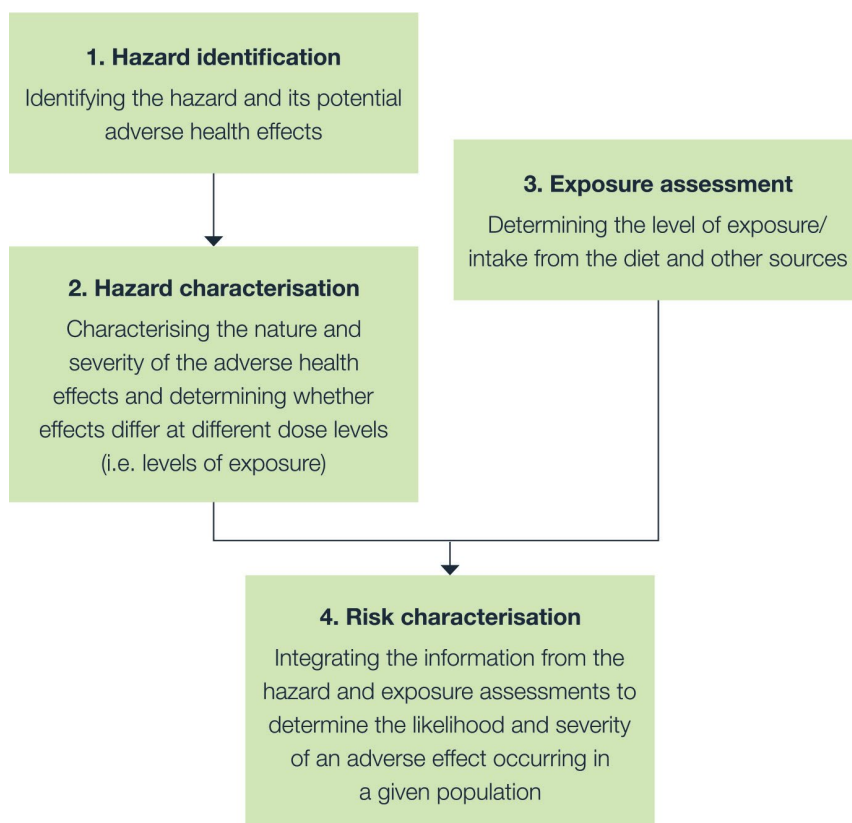 1. Hazard identification
Identifying the hazard and its potential
adverse health effects
2. Hazard characterisation
Characterising the nature and
severity of the adverse health
effects and determining whether
effects differ at different dose levels
(i.e. levels of exposure)
3. Exposure assessment
Determining the level of exposure/
intake from the diet and other sources
4. Risk characterisation
Integrating the information from the
hazard and exposure assessments to
determine the likelihood and severity
of an adverse effect occurring in
a given population